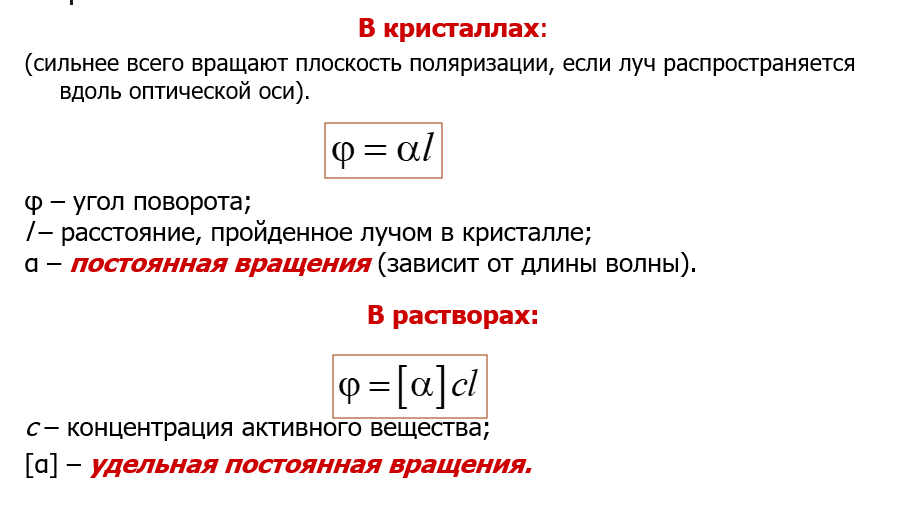 В кристаллах:
(сильнее всего вращают плоскость поляризации, если луч распространяется
вдоль оптической оси).
φ = αl
φ – угол поворота;
l – расстояние, пройденное лучом в кристалле;
α – постоянная вращения (зависит от длины волны).
В растворах:
φ = [α]cl
c – концентрация активного вещества;
[α] – удельная постоянная вращения.